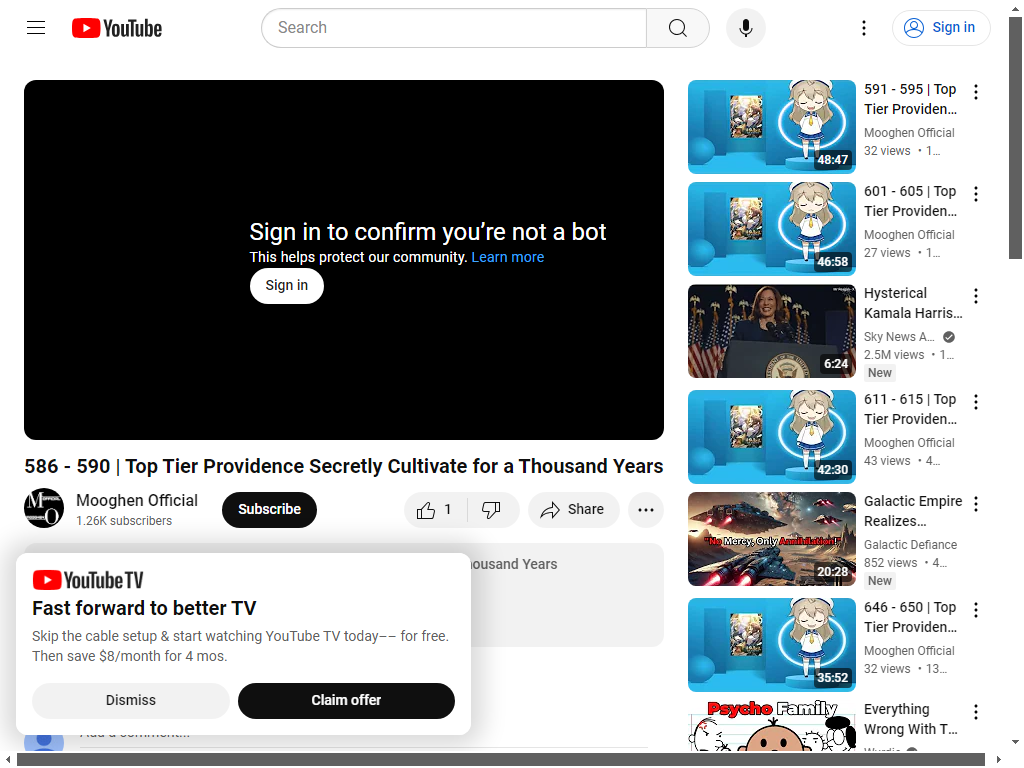 YouTube
Search
Sign in
Sign in to confirm you’re not a bot
This helps protect our community. Learn more
Sign in
586 - 590 | Top Tier Providence Secretly Cultivate for a Thousand Years
Mooghen Official
1.26K subscribers
Subscribe
1
Share
housand Years
YouTube TV
Fast forward to better TV
Skip the cable setup & start watching YouTube TV today–– for free.
Then save $8/month for 4 mos.
Dismiss
Claim offer
Add a comment...
48:47
591 - 595 | Top
Tier Providen...
Mooghen Official
32 views • 1...
46:58
601 - 605 | Top
Tier Providen...
Mooghen Official
27 views • 1...
6:24
Hysterical
Kamala Harris...
Sky News A...
2.5M views • 1...
New
42:30
611 - 615 | Top
Tier Providen...
Mooghen Official
43 views • 4...
"No Mercy, Only Annihilation!"
20:28
Galactic Empire
Realizes...
Galactic Defiance
852 views • 4...
New
35:52
646 - 650 | Top
Tier Providen...
Mooghen Official
32 views • 13...
Psycho Family
Everything
Wrong With T...